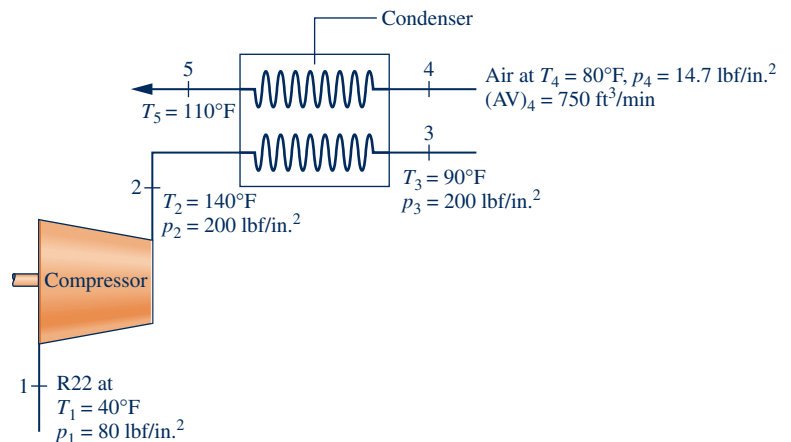 Condenser
5
4
Air at T₄ = 80°F, p₄ = 14.7 lbf/in.²
(AV)₄ = 750 ft³/min
T₅ = 110°F
3
T₃ = 90°F
p₃ = 200 lbf/in.²
2
T₂ = 140°F
p₂ = 200 lbf/in.²
Compressor
1
R22 at
T₁ = 40°F
p₁ = 80 lbf/in.²